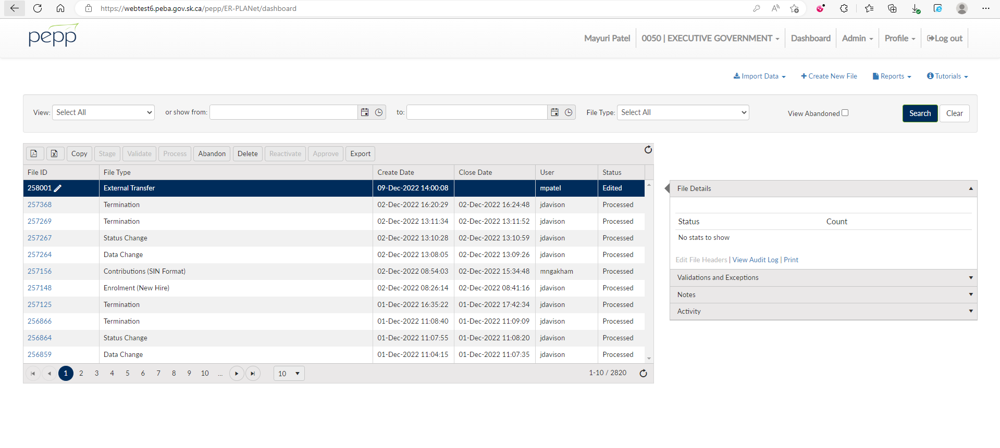 https://webtest6.peba.gov.sk.ca/pepp/ER-PLANet/dashboard
pepp
Mayuri Patel 0050 | EXECUTIVE GOVERNMENT Dashboard Admin Profile Log out
Import Data Create New File Reports Tutorials
View: Select All or show from: to: File Type: Select All View Abandoned Search Clear
Copy Stage Validate Process Abandon Delete Reactivate Approve Export
File ID File Type Create Date Close Date User Status
258001 External Transfer 09-Dec-2022 14:00:08 mpatel Edited
257368 Termination 02-Dec-2022 16:20:29 02-Dec-2022 16:24:48 jdavison Processed
257269 Termination 02-Dec-2022 13:11:34 02-Dec-2022 13:11:52 jdavison Processed
257267 Status Change 02-Dec-2022 13:10:28 02-Dec-2022 13:10:59 jdavison Processed
257264 Data Change 02-Dec-2022 13:08:05 02-Dec-2022 13:09:26 jdavison Processed
257156 Contributions (SIN Format) 02-Dec-2022 08:54:03 02-Dec-2022 15:34:48 mngakham Processed
257148 Enrolment (New Hire) 02-Dec-2022 08:26:14 02-Dec-2022 08:41:16 jdavison Processed
257125 Termination 01-Dec-2022 16:35:22 01-Dec-2022 17:42:34 jdavison Processed
256866 Termination 01-Dec-2022 11:08:40 01-Dec-2022 11:09:09 jdavison Processed
256864 Status Change 01-Dec-2022 11:07:55 01-Dec-2022 11:08:20 jdavison Processed
256859 Data Change 01-Dec-2022 11:04:15 01-Dec-2022 11:07:35 jdavison Processed
1 2 3 4 5 6 7 8 9 10 ... 10 1-10 / 2820
File Details
Status Count
No stats to show
Edit File Headers | View Audit Log | Print
Validations and Exceptions
Notes
Activity